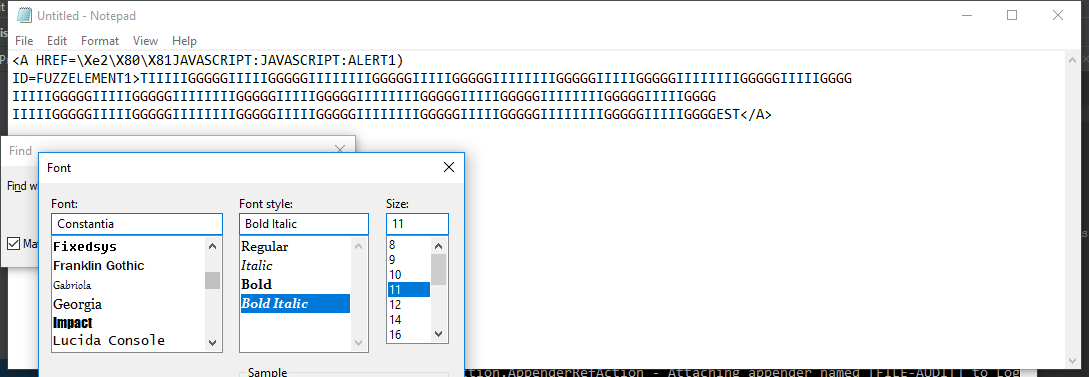 Untitled - Notepad
File Edit Format View Help
<A HREF=\Xe2\X80\X81JAVASCRIPT:JAVASCRIPT:ALERT1)
ID=FUZZELEMENT1>TIIIIIGGGGGIIIIIGGGGGIIIIIIIIGGGGGIIIIIGGGGGIIIIIIIIGGGGGIIIIIGGGGGIIIIIIIIGGGGGIIIIIGGGG
IIIIIGGGGGIIIIIGGGGGIIIIIIIIGGGGGIIIIIGGGGGIIIIIIIIGGGGGIIIIIGGGGGIIIIIIIIGGGGGIIIIIGGGG
IIIIIGGGGGIIIIIGGGGGIIIIIIIIGGGGGIIIIIGGGGGIIIIIIIIGGGGGIIIIIGGGGGIIIIIIIIGGGGGIIIIIGGGGEST</A>
Find
Find w
Ma
Font
Font: Font style: Size:
Constantia Bold Italic 11
Fixedsys Regular 8
Franklin Gothic Italic 9
Gabriola Bold 10
Georgia Bold Italic 11
Impact 12
Lucida Console 14
16
Sample
ction.AppenderRefAction - Attaching appender named [FILE-AUDIT] to Log